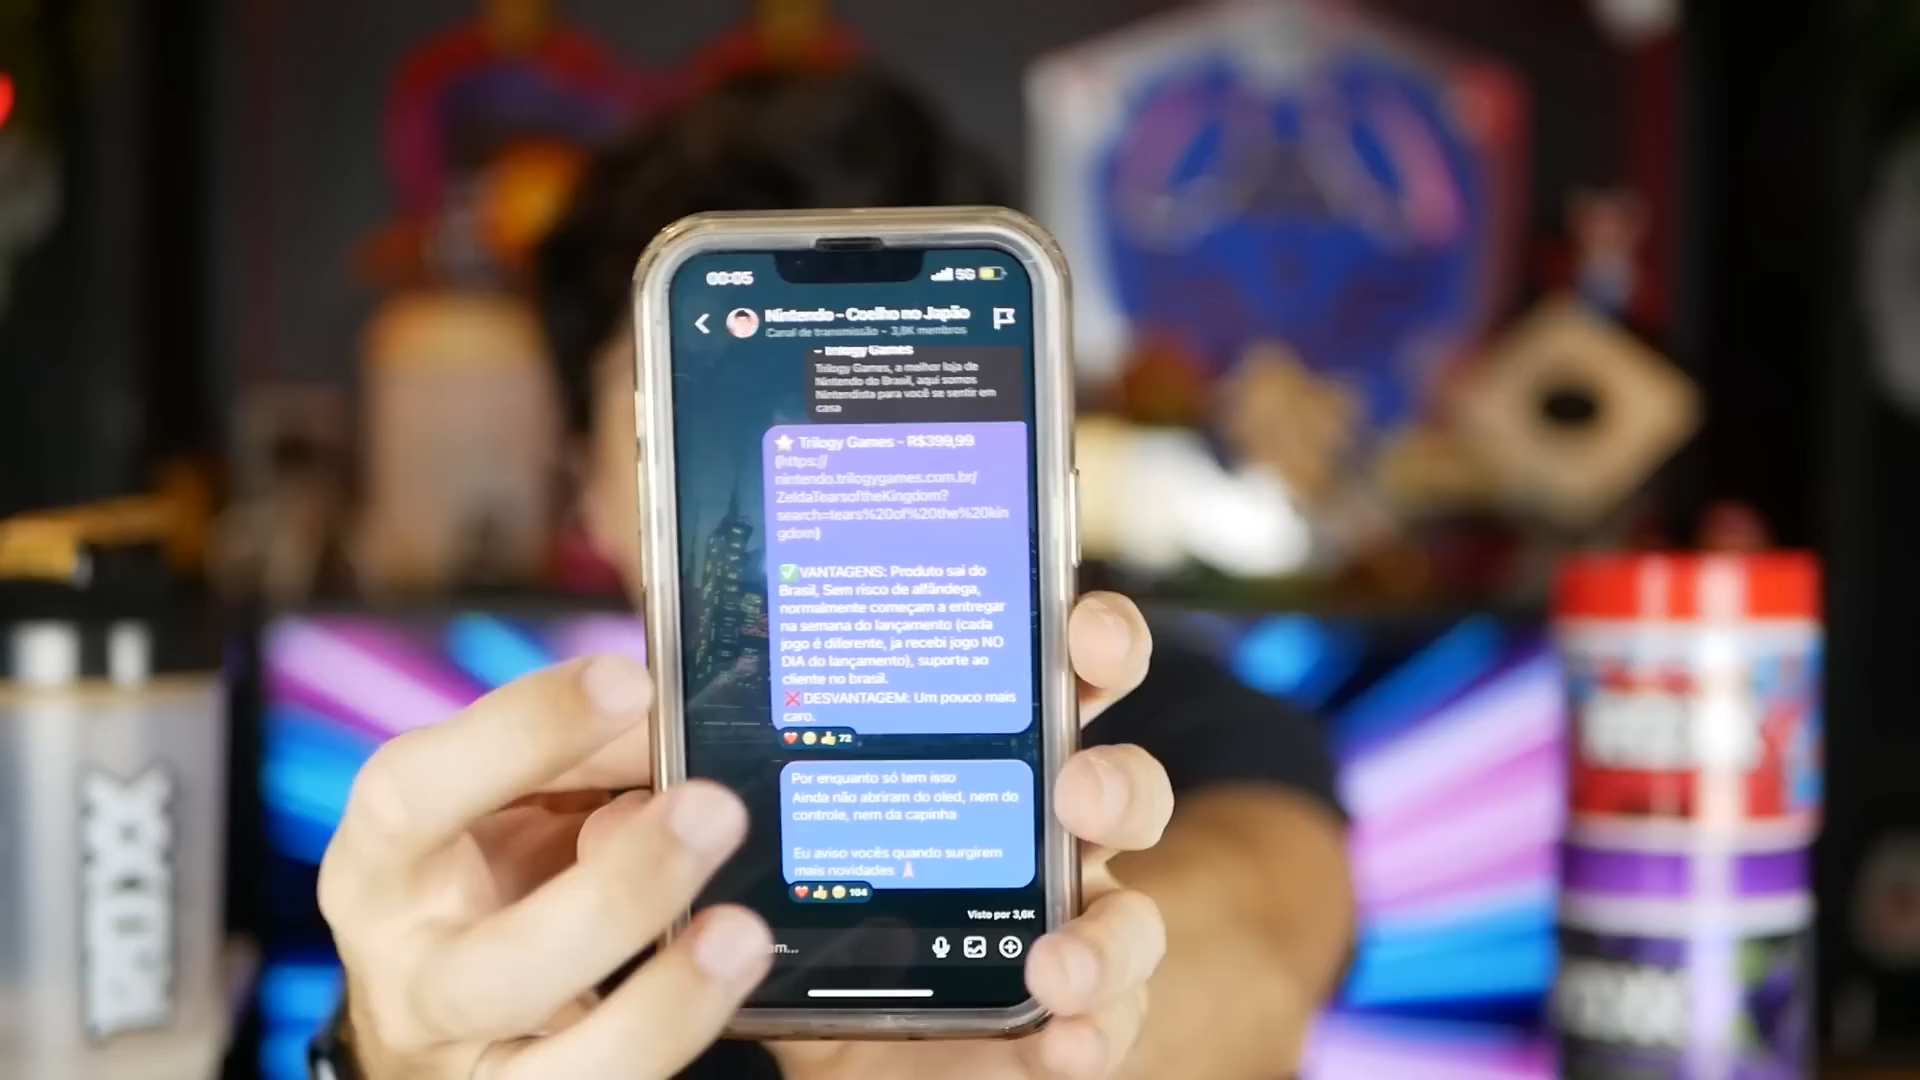 00:05
5G
Nintendo - Coelho no Japão
Canal de transmissão - 3,8K membros
- Trilogy Games
Trilogy Games, a melhor loja de
Nintendo do Brasil, aqui somos
Nintendista para você se sentir em
casa
⭐ Trilogy Games - R$399,99
(https://
nintendo.trilogygames.com.br/
ZeldaTearsoftheKingdom?
search=tears%20of%20the%20kin
gdom)
✅VANTAGENS: Produto sai do
Brasil, Sem risco de alfândega,
normalmente começam a entregar
na semana do lançamento (cada
jogo é diferente, ja recebi jogo NO
DIA do lançamento), suporte ao
cliente no brasil.
❌DESVANTAGEM: Um pouco mais
caro.
72
Por enquanto só tem isso
Ainda não abriram do oled, nem do
controle, nem da capinha
Eu aviso vocês quando surgirem
mais novidades
104
Visto por 3,6K
em...